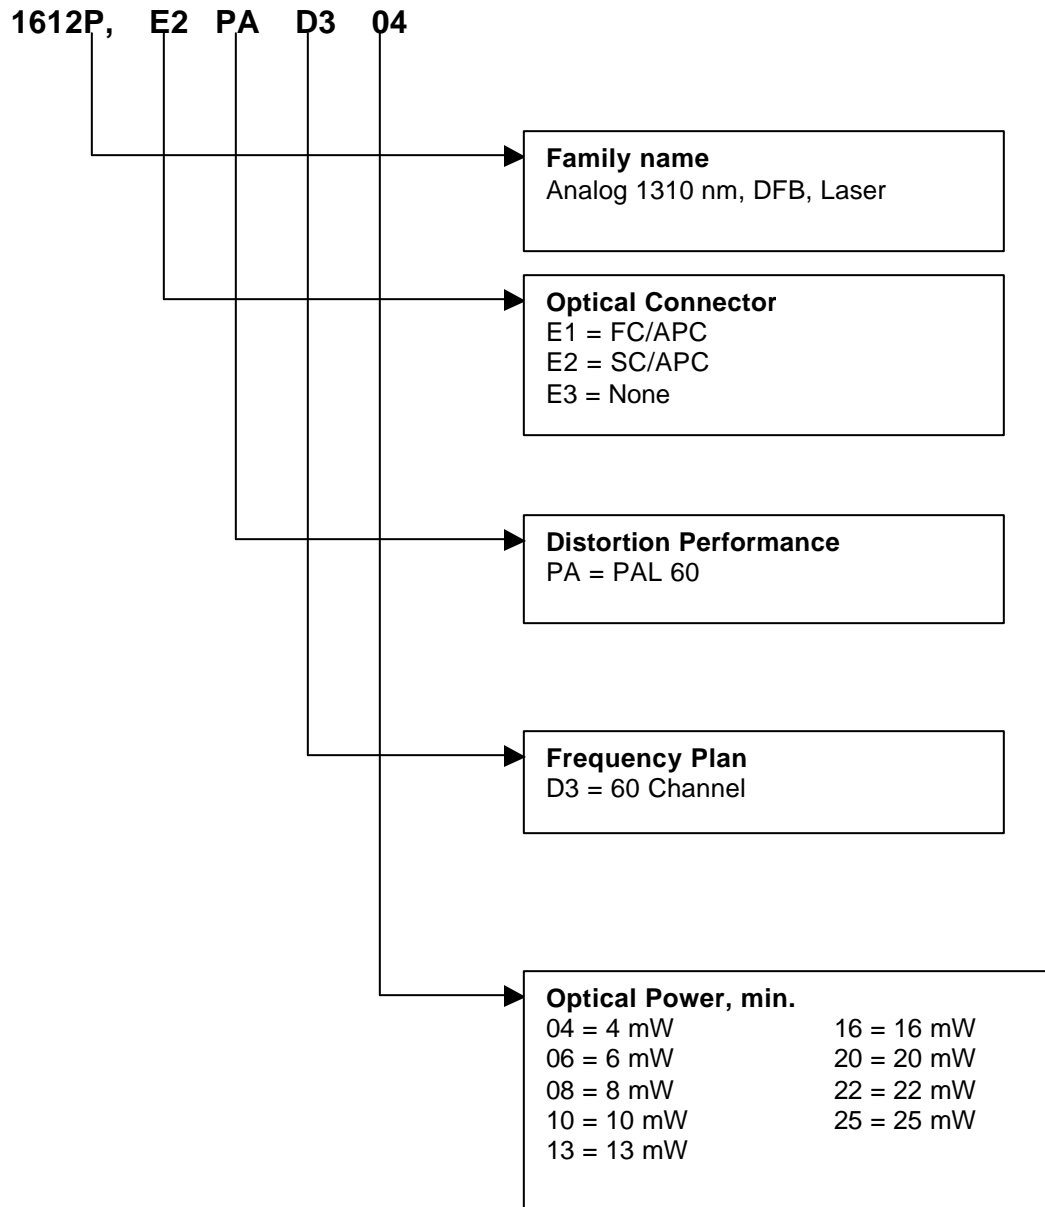 1612P, E2 PA D3 04
Family name
Analog 1310 nm, DFB, Laser
Optical Connector
E1 = FC/APC
E2 = SC/APC
E3 = None
Distortion Performance
PA = PAL 60
Frequency Plan
D3 = 60 Channel
Optical Power, min.
04 = 4 mW 16 = 16 mW
06 = 6 mW 20 = 20 mW
08 = 8 mW 22 = 22 mW
10 = 10 mW 25 = 25 mW
13 = 13 mW